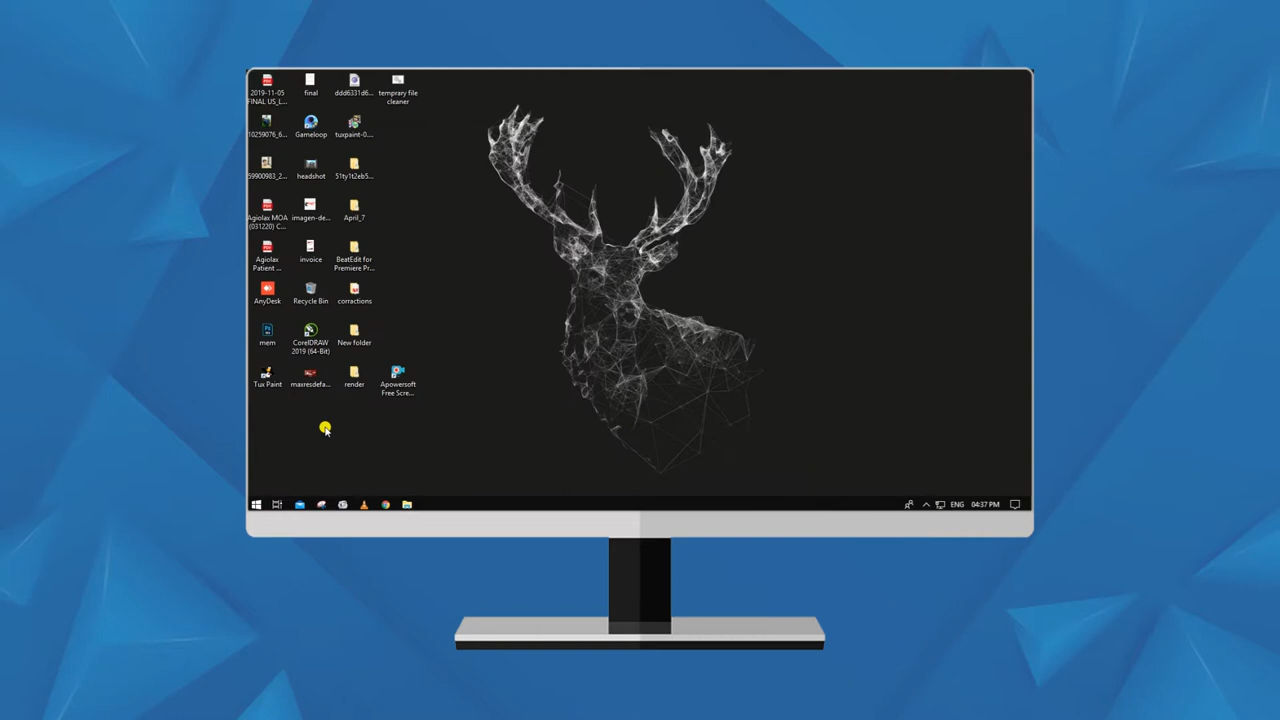 2019-11-05
FINAL US_L...
final
ddd6331d6...
temprary file
cleaner
10259076_6...
Gameloop
tuxpaint-0....
59900983_2...
headshot
51ty1t2eb5...
Agiolax MOA
(031220) C...
imagen-de...
April_7
Agiolax
Patient ...
invoice
BeatEdit for
Premiere Pr...
AnyDesk
Recycle Bin
corractions
mem
CorelDRAW
2019 (64-Bit)
New folder
Tux Paint
maxresdefa...
render
Apowersoft
Free Scre...
ENG 04:37 PM